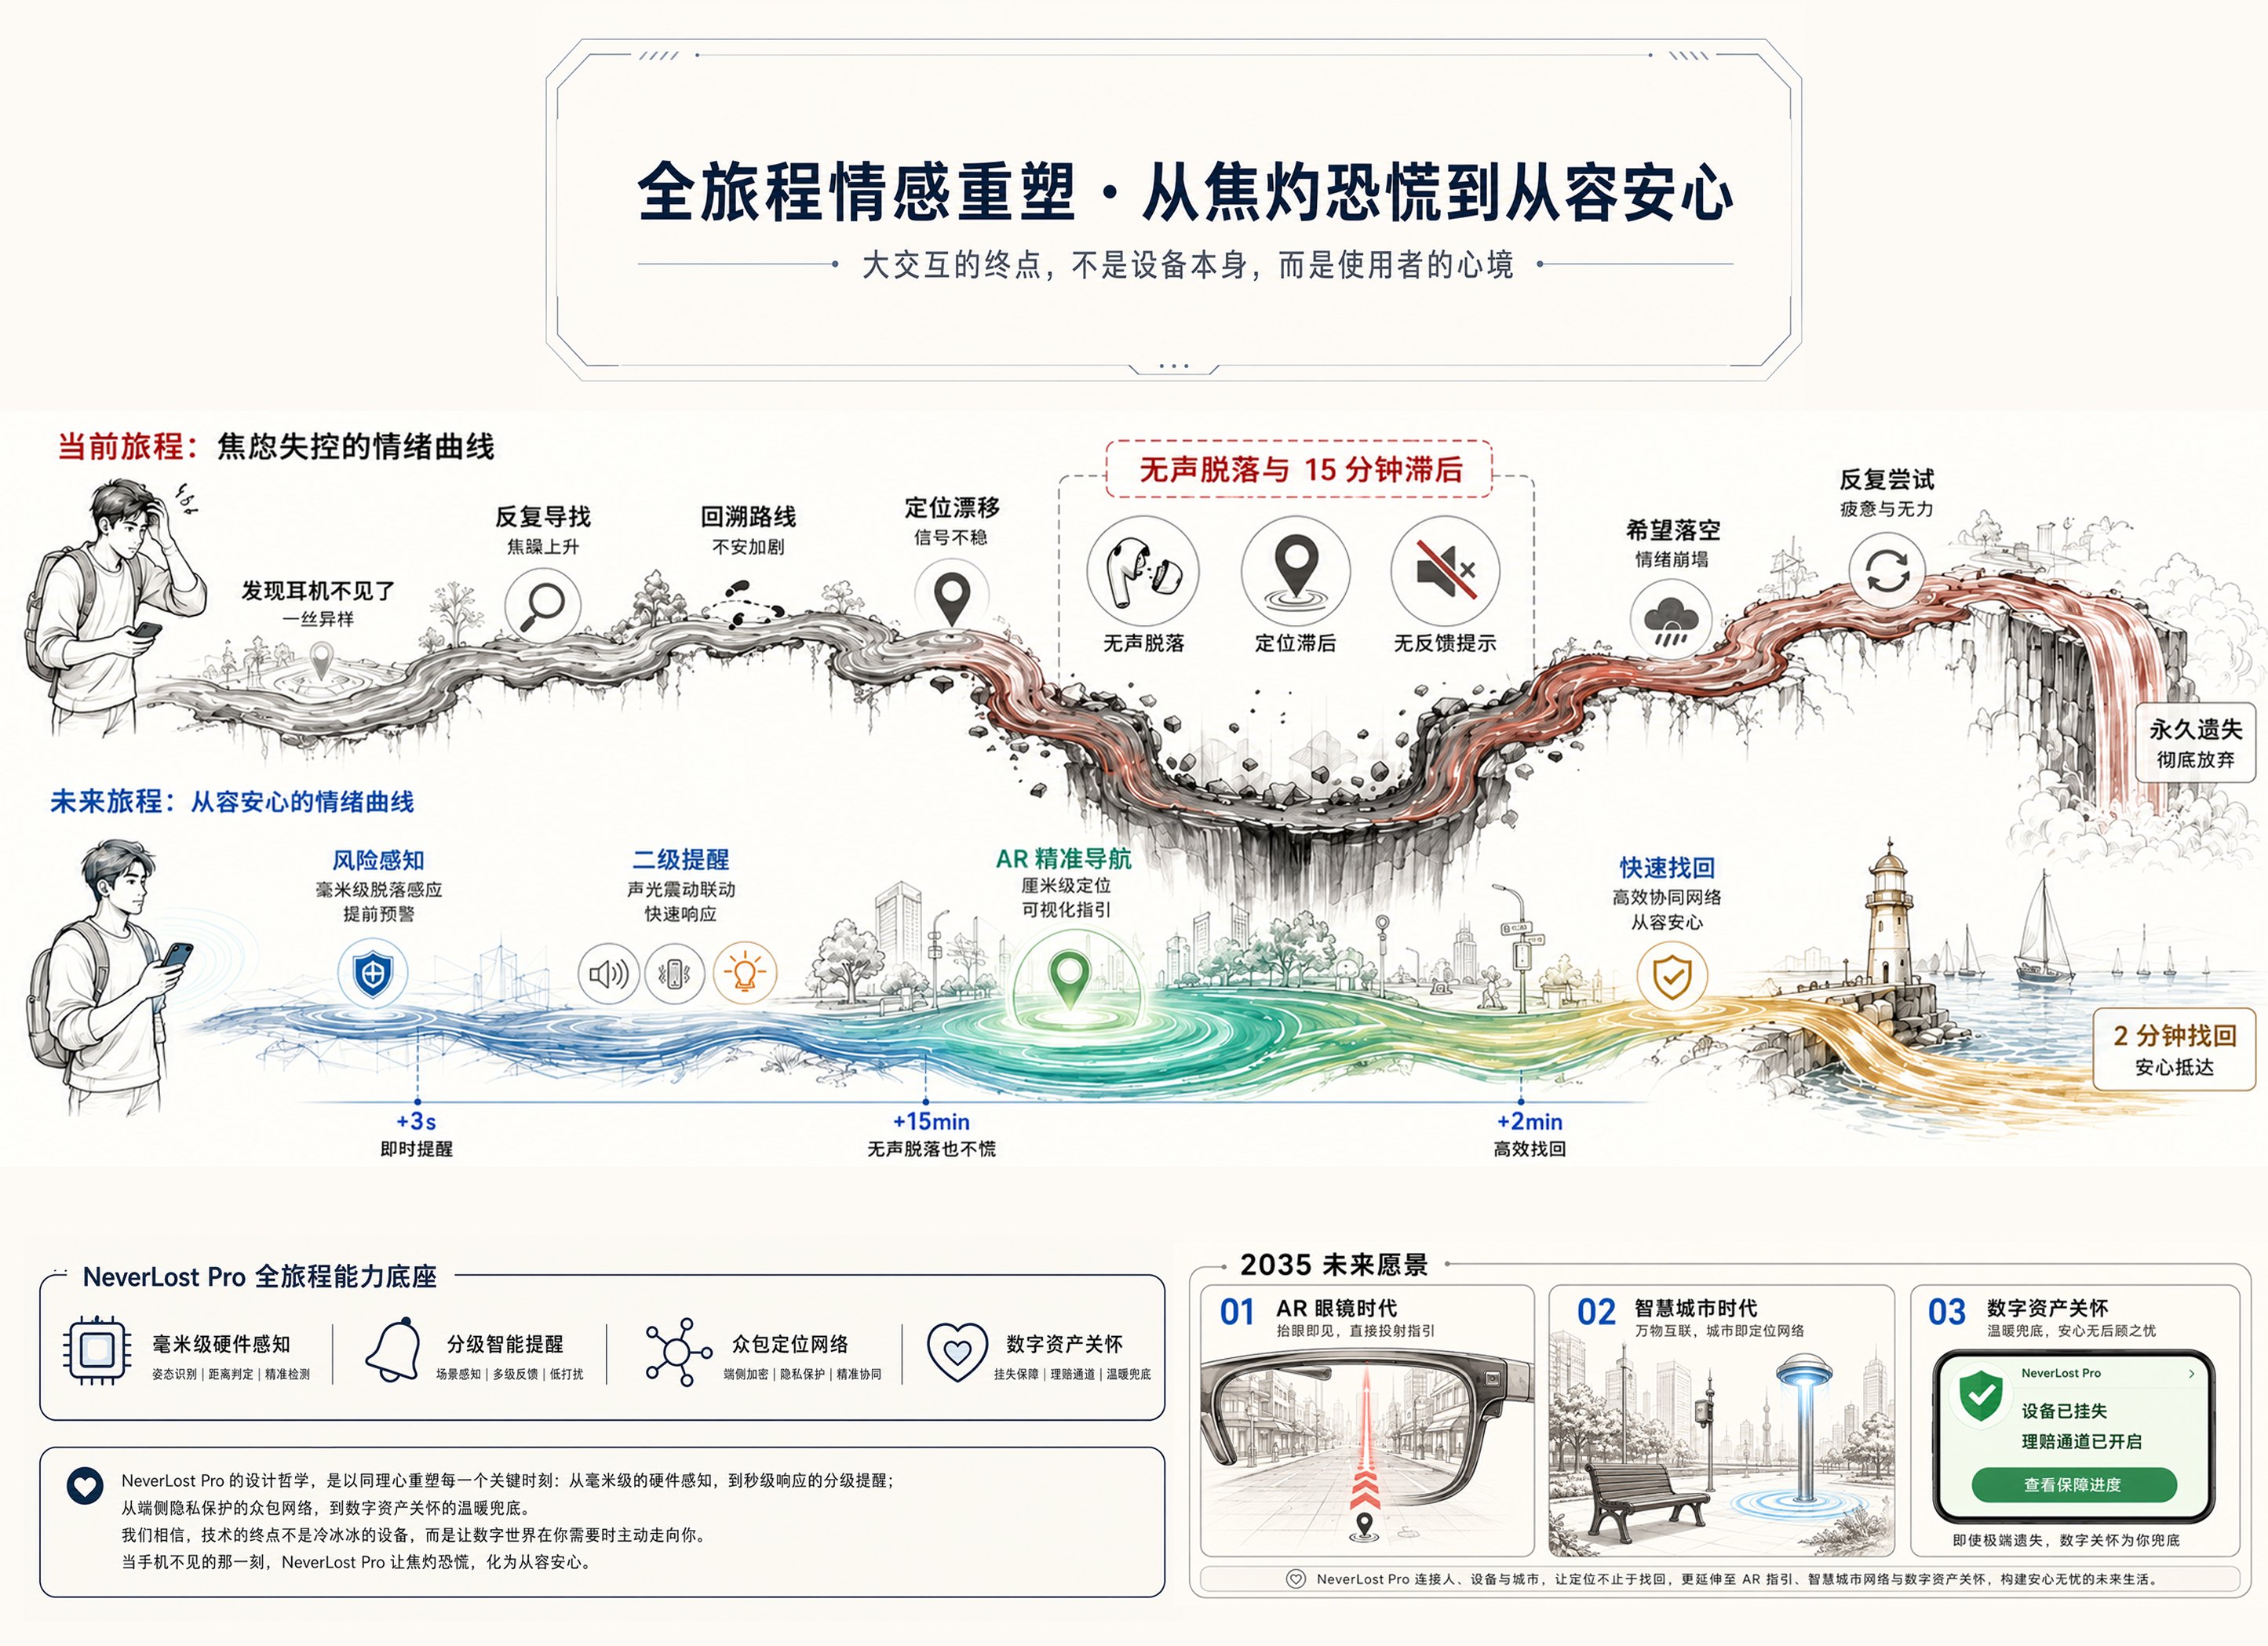 全旅程情感重塑·从焦灼恐慌到从容安心
大交互的终点，不是设备本身，而是使用者的心境
当前旅程：焦虑失控的情绪曲线
发现耳机不见了
一丝异样
反复导找
焦躁上升
回溯路线
不安加剧
定位漂移
信号不稳
无声脱落与 15 分钟滞后
无声脱落
定位滞后
无反馈提示
希望落空
情绪崩塌
反复尝试
疲惫与无力
永久遗失
彻底放弃
未来旅程：从容安心的情绪曲线
风险感知
毫米级脱落感应
提前预警
二级提醒
声光震动联动
快速响应
AR 精准导航
厘米级定位
可视化指引
快速找回
高效协同网络
从容安心
2 分钟找回
安心抵达
+3s
即时提醒
+15min
无声脱落也不慌
+2min
高效找回
NeverLost Pro 全旅程能力底座
毫米级硬件感知
姿态识别 | 距离判定 | 精准检测
分级智能提醒
场景感知 | 多级反馈 | 低打扰
众包定位网络
端侧加密 | 隐私保护 | 精准协同
数字资产关怀
挂失保障 | 理赔通道 | 温暖兜底
NeverLost Pro 的设计哲学，是以同理心重塑每一个关键时刻：从毫米级的硬件感知，到秒级响应的分级提醒；
从端侧隐私保护的众包网络，到数字资产关怀的温暖兜底。
我们相信，技术的终点不是冷冰冰的设备，而是让数字世界在你需要时主动走向你。
当手机不见的那一刻，NeverLost Pro 让焦灼恐慌，化为从容安心。
2035 未来愿景
01 AR 眼镜时代
抬眼即见，直接投射指引
02 智慧城市时代
万物互联，城市即定位网络
03 数字资产关怀
温暖兜底，安心无后顾之忧
NeverLost Pro
设备已挂失
理赔通道已开启
查看保障进度
即使极端遗失，数字关怀为你兜底
NeverLost Pro 连接人、设备与城市，让定位不止于找回，更延伸至 AR 指引、智慧城市网络与数字资产关怀，构建安心无忧的未来生活。